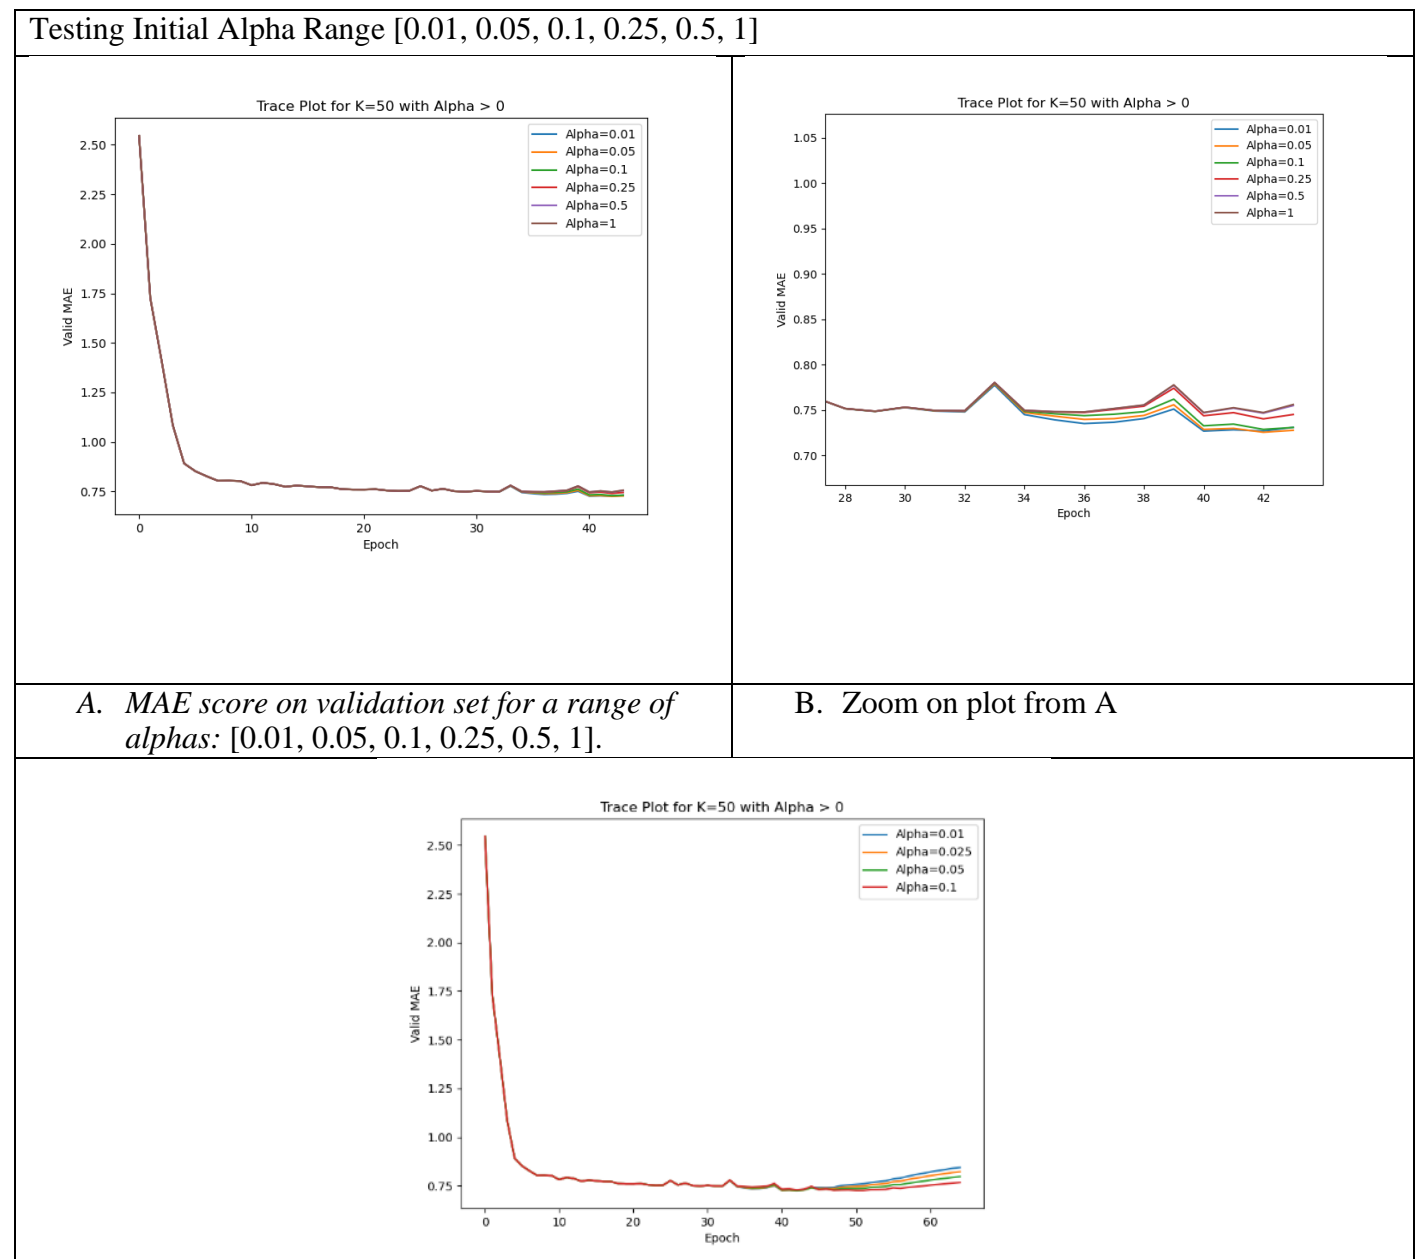 Testing Initial Alpha Range [0.01, 0.05, 0.1, 0.25, 0.5, 1]
Trace Plot for K=50 with Alpha > 0
2.50
2.25
2.00
1.75
1.50
1.25
1.00
0.75
Valid MAE
0 10 20 30 40
Epoch
Alpha=0.01
Alpha=0.05
Alpha=0.1
Alpha=0.25
Alpha=0.5
Alpha=1
Trace Plot for K=50 with Alpha > 0
1.05
1.00
0.95
0.90
0.85
0.80
0.75
0.70
Valid MAE
28 30 32 34 36 38 40 42
Epoch
Alpha=0.01
Alpha=0.05
Alpha=0.1
Alpha=0.25
Alpha=0.5
Alpha=1
A. MAE score on validation set for a range of
alphas: [0.01, 0.05, 0.1, 0.25, 0.5, 1].
B. Zoom on plot from A
Trace Plot for K=50 with Alpha > 0
2.50
2.25
2.00
1.75
1.50
1.25
1.00
0.75
Valid MAE
0 10 20 30 40 50 60
Epoch
Alpha=0.01
Alpha=0.025
Alpha=0.05
Alpha=0.1